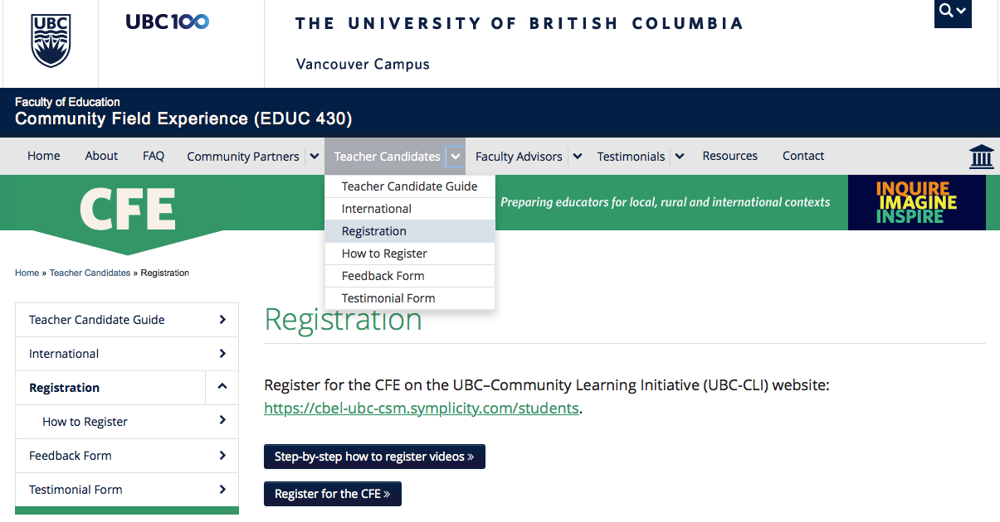 UBC
UBC100
THE UNIVERSITY OF BRITISH COLUMBIA
Vancouver Campus
Faculty of Education
Community Field Experience (EDUC 430)
Home About FAQ Community Partners Teacher Candidates Faculty Advisors Testimonials Resources Contact
Teacher Candidate Guide
International
Registration
How to Register
Feedback Form
Testimonial Form
CFE
Preparing educators for local, rural and international contexts
INQUIRE
IMAGINE
INSPIRE
Home » Teacher Candidates » Registration
Teacher Candidate Guide
International
Registration
How to Register
Feedback Form
Testimonial Form
Registration
Register for the CFE on the UBC–Community Learning Initiative (UBC-CLI) website:
https://cbel-ubc-csm.symplicity.com/students.
Step-by-step how to register videos »
Register for the CFE »